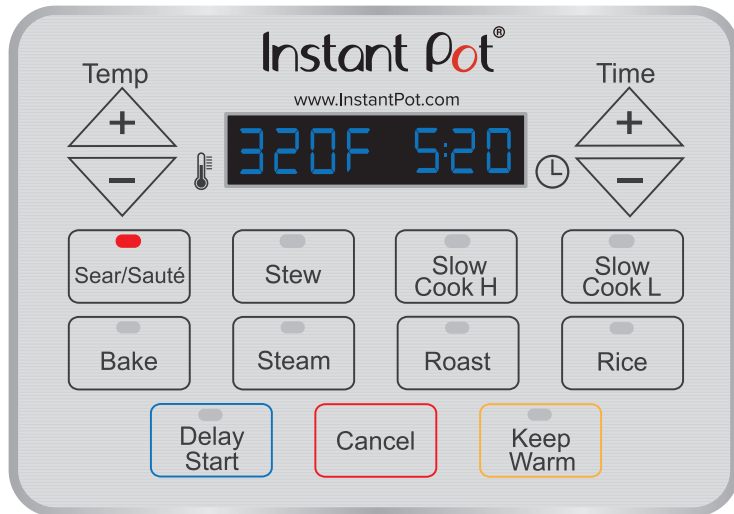 Instant Pot®
Temp
Time
www.InstantPot.com
+
+
320F 5:20
−
−
Sear/Sauté
Stew
Slow
Cook H
Slow
Cook L
Bake
Steam
Roast
Rice
Delay
Start
Cancel
Keep
Warm